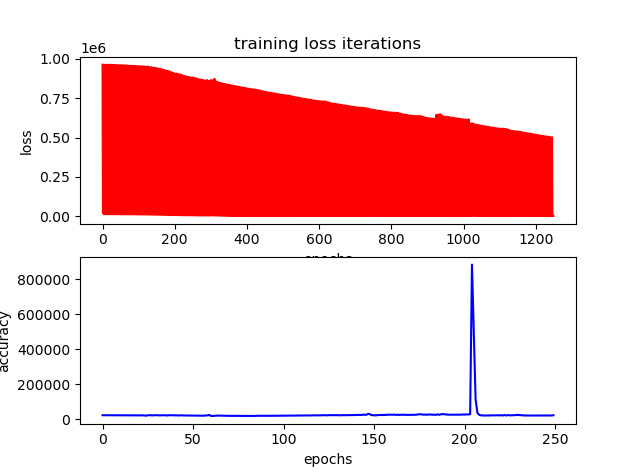 training loss iterations
1e6
1.00
0.75
0.50
0.25
0.00
loss
0 200 400 600 800 1000 1200
epochs
800000
600000
400000
200000
0
accuracy
0 50 100 150 200 250
epochs